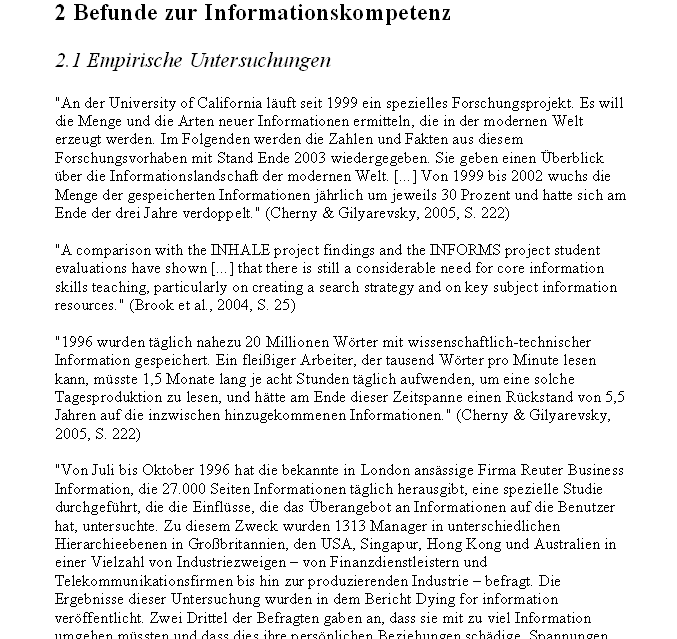 2 Befunde zur Informationskompetenz
2.1 Empirische Untersuchungen
"An der University of California läuft seit 1999 ein spezielles Forschungsprojekt. Es will
die Menge und die Arten neuer Informationen ermitteln, die in der modernen Welt
erzeugt werden. Im Folgenden werden die Zahlen und Fakten aus diesem
Forschungsvorhaben mit Stand Ende 2003 wiedergegeben. Sie geben einen Überblick
über die Informationslandschaft der modernen Welt. [...] Von 1999 bis 2002 wuchs die
Menge der gespeicherten Informationen jährlich um jeweils 30 Prozent und hatte sich am
Ende der drei Jahre verdoppelt." (Cherny & Gilyarevsky, 2005, S. 222)
"A comparison with the INHALE project findings and the INFORMS project student
evaluations have shown [...] that there is still a considerable need for core information
skills teaching, particularly on creating a search strategy and on key subject information
resources." (Brook et al., 2004, S. 25)
"1996 wurden täglich nahezu 20 Millionen Wörter mit wissenschaftlich-technischer
Information gespeichert. Ein fleißiger Arbeiter, der tausend Wörter pro Minute lesen
kann, müsste 1,5 Monate lang je acht Stunden täglich aufwenden, um eine solche
Tagesproduktion zu lesen, und hätte am Ende dieser Zeitspanne einen Rückstand von 5,5
Jahren auf die inzwischen hinzugekommenen Informationen." (Cherny & Gilyarevsky,
2005, S. 222)
"Von Juli bis Oktober 1996 hat die bekannte in London ansässige Firma Reuter Business
Information, die 27.000 Seiten Informationen täglich herausgibt, eine spezielle Studie
durchgeführt, die die Einflüsse, die das Überangebot an Informationen auf die Benutzer
hat, untersuchte. Zu diesem Zweck wurden 1313 Manager in unterschiedlichen
Hierarchieebenen in Großbritannien, den USA, Singapur, Hong Kong und Australien in
einer Vielzahl von Industriezweigen – von Finanzdienstleistern und
Telekommunikationsfirmen bis hin zur produzierenden Industrie – befragt. Die
Ergebnisse dieser Untersuchung wurden in dem Bericht Dying for information
veröffentlicht. Zwei Drittel der Befragten gaben an, dass sie mit zu viel Information
umgehen müssten und dass dies ihre persönlichen Beziehungen schädige. Spannungen